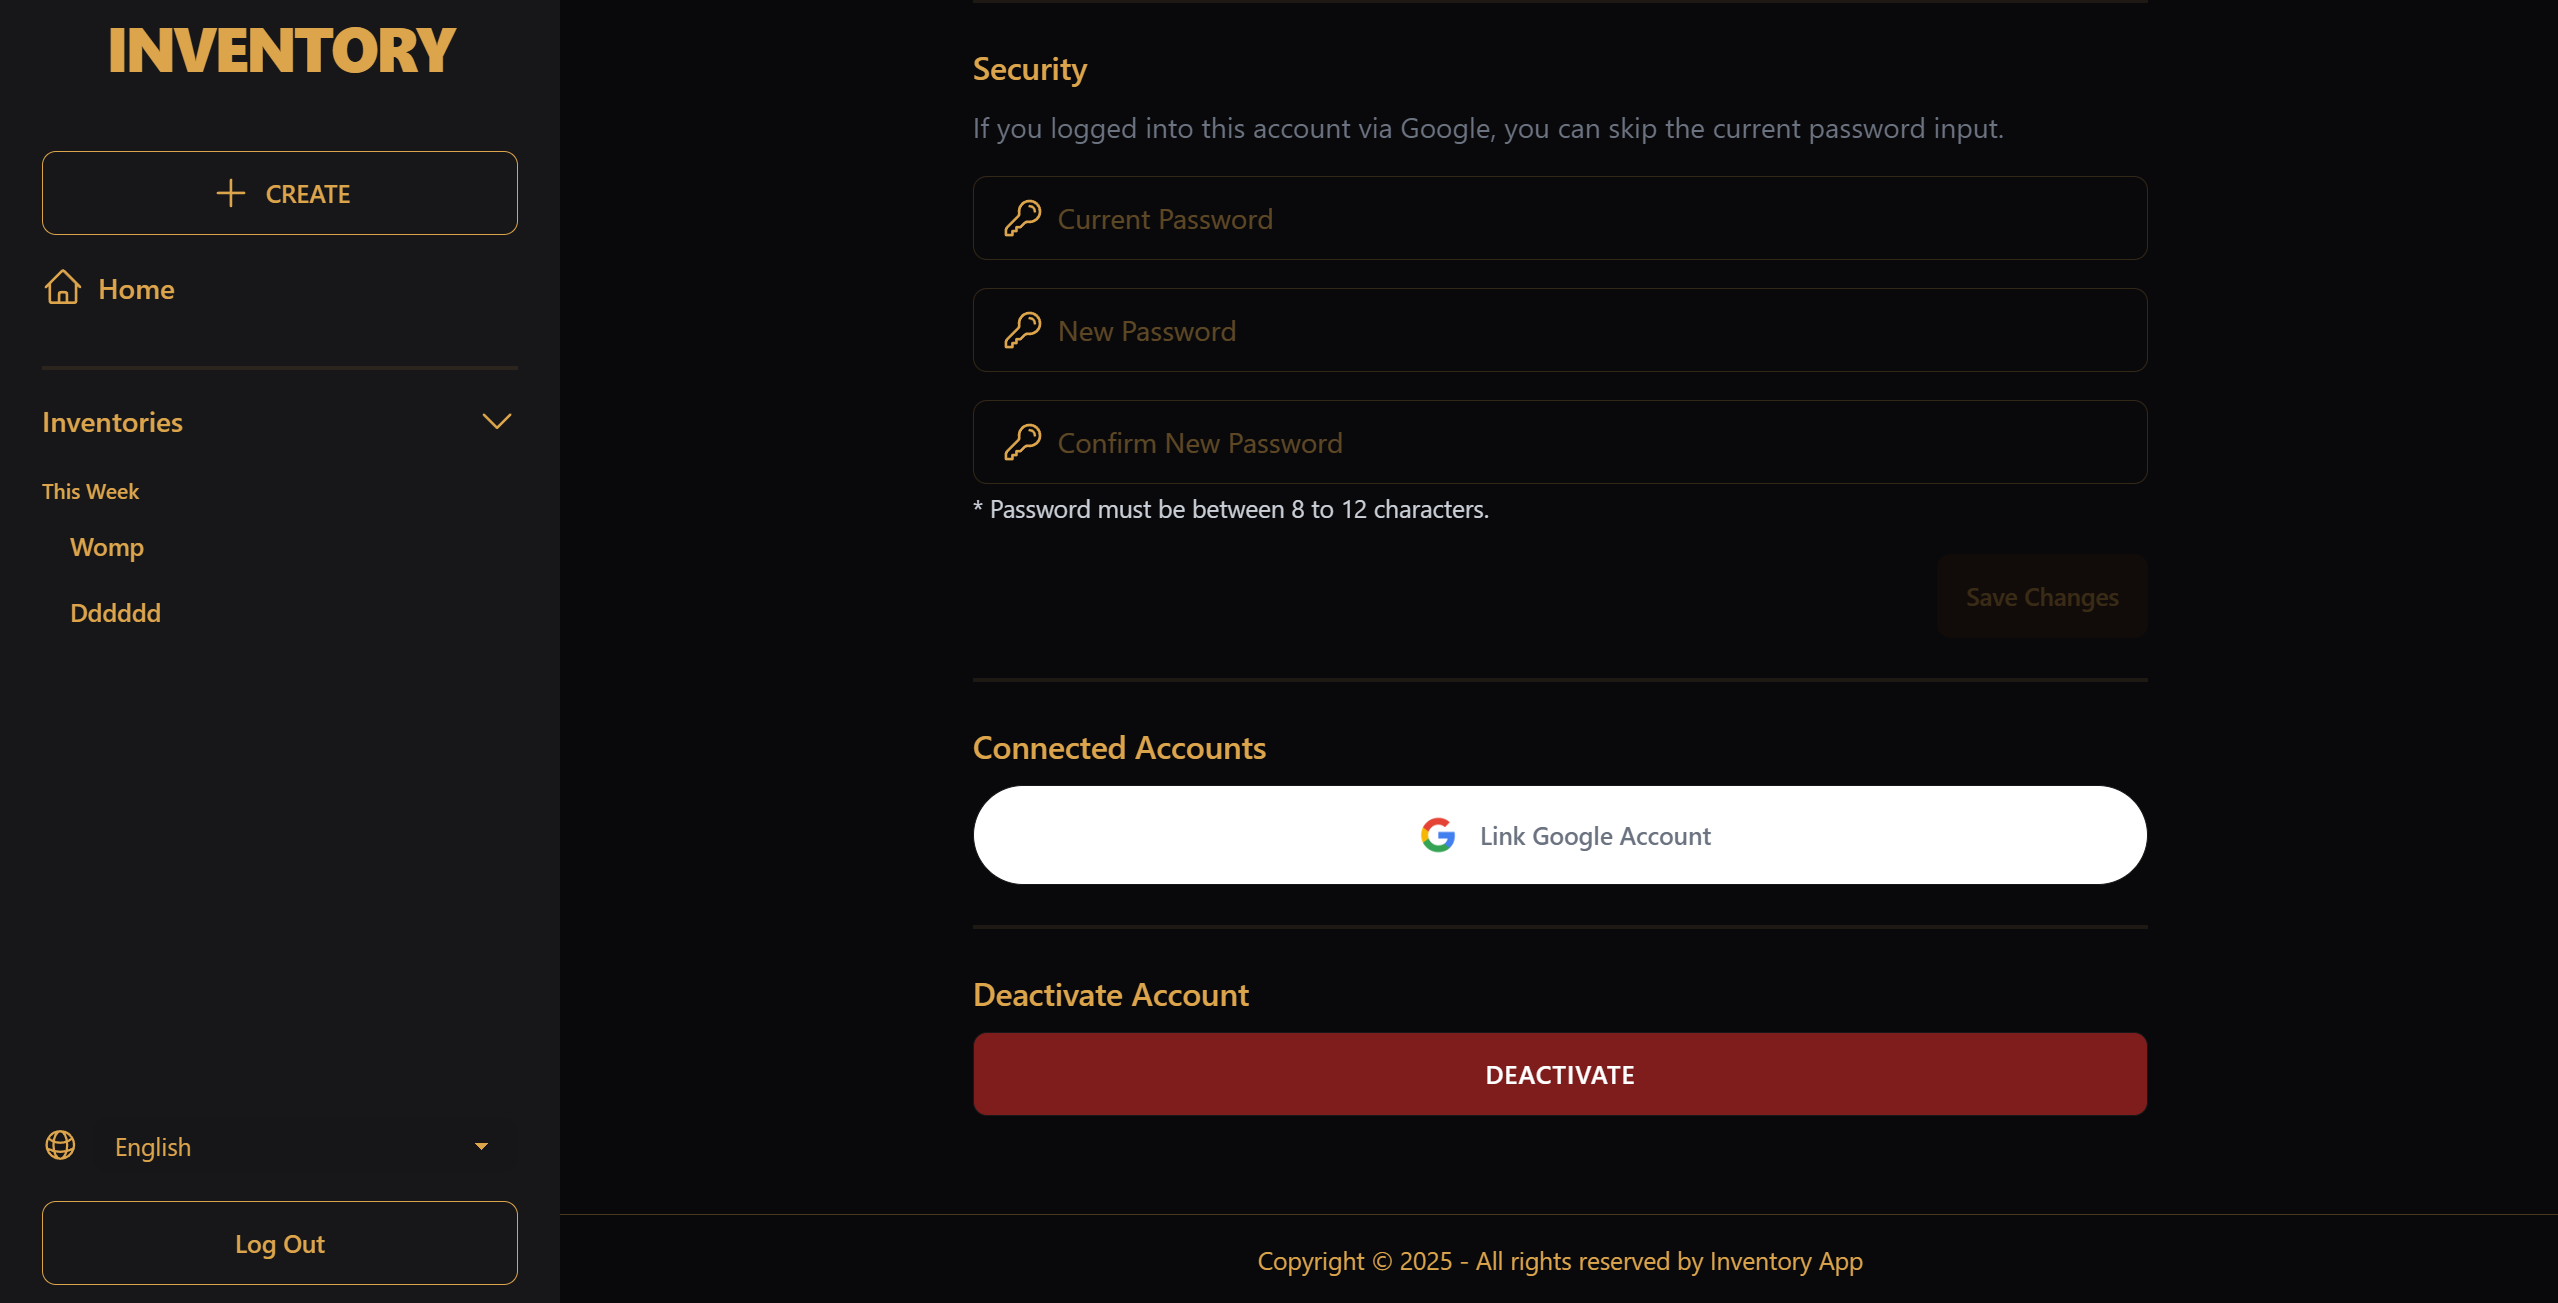 INVENTORY
CREATE
Home
Inventories
This Week
Womp
Dddddd
English
Log Out
Security
If you logged into this account via Google, you can skip the current password input.
Current Password
New Password
Confirm New Password
* Password must be between 8 to 12 characters.
Save Changes
Connected Accounts
Link Google Account
Deactivate Account
DEACTIVATE
Copyright © 2025 - All rights reserved by Inventory App